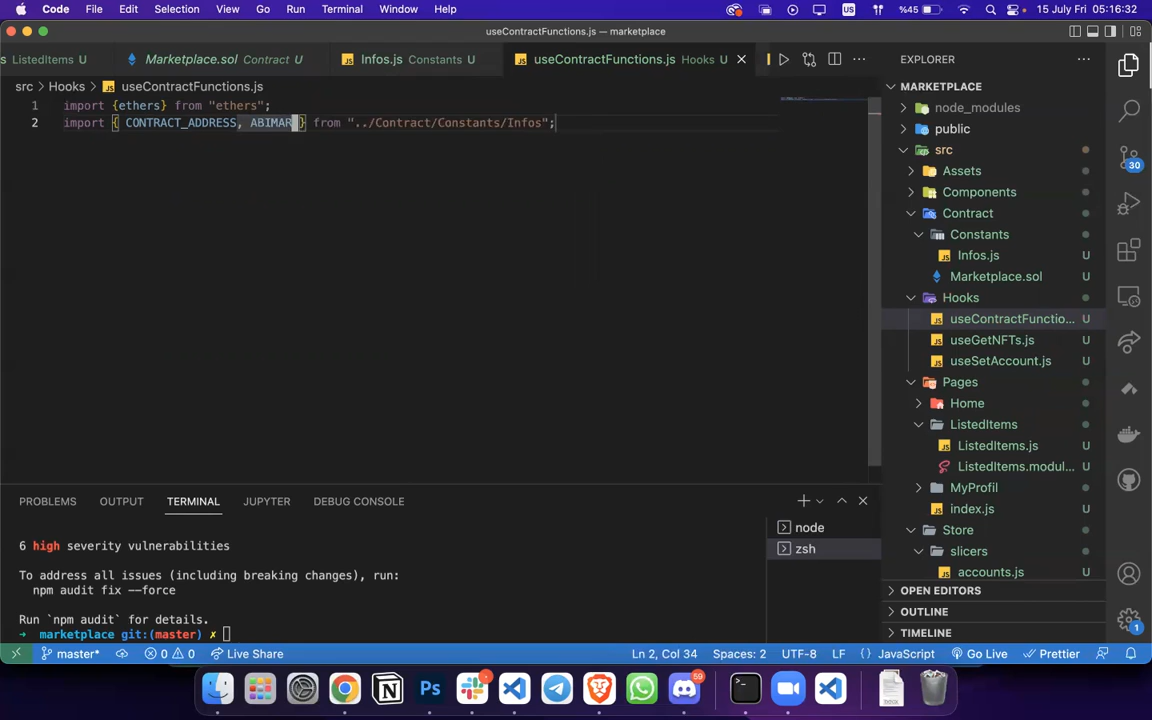 Code File Edit Selection View Go Run Terminal Window Help %45 US 15 July Fri 05:16:32
useContractFunctions.js — marketplace
s ListedItems U Marketplace.sol Contract U Infos.js Constants U useContractFunctions.js Hooks U
src Hooks useContractFunctions.js
1 import {ethers} from "ethers";
2 import { CONTRACT_ADDRESS, ABIMAR } from "../Contract/Constants/Infos";
EXPLORER
MARKETPLACE
node_modules
public
src
Assets
Components
Contract
Constants
Infos.js U
Marketplace.sol U
Hooks
useContractFunctio... U
useGetNFTs.js U
useSetAccount.js U
Pages
Home
ListedItems
ListedItems.js U
ListedItems.modul... U
MyProfil
index.js U
Store
slicers
accounts.js U
OPEN EDITORS
OUTLINE
TIMELINE
30
1
PROBLEMS OUTPUT TERMINAL JUPYTER DEBUG CONSOLE
node
zsh
6 high severity vulnerabilities
To address all issues (including breaking changes), run:
npm audit fix --force
Run `npm audit` for details.
→ marketplace git:(master) ✗
master* 0 0 Live Share Ln 2, Col 34 Spaces: 2 UTF-8 LF { } JavaScript Go Live Prettier
59